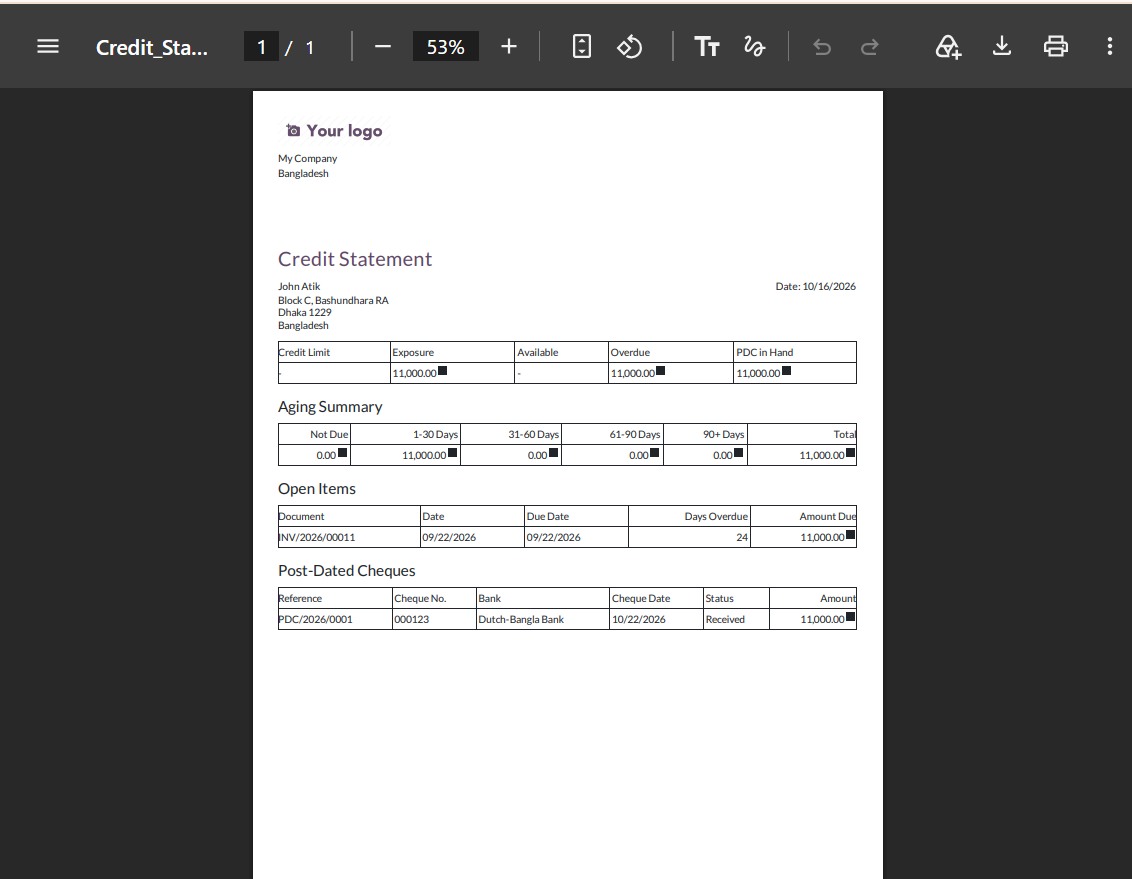 Credit_Sta...
1 / 1
53%
Your logo
My Company
Bangladesh
Credit Statement
John Atik
Date: 10/16/2026
Block C, Bashundhara RA
Dhaka 1229
Bangladesh
Credit Limit Exposure Available Overdue PDC in Hand
- 11,000.00 - 11,000.00 11,000.00
Aging Summary
Not Due 1-30 Days 31-60 Days 61-90 Days 90+ Days Total
0.00 11,000.00 0.00 0.00 0.00 11,000.00
Open Items
Document Date Due Date Days Overdue Amount Due
INV/2026/00011 09/22/2026 09/22/2026 24 11,000.00
Post-Dated Cheques
Reference Cheque No. Bank Cheque Date Status Amount
PDC/2026/0001 000123 Dutch-Bangla Bank 10/22/2026 Received 11,000.00